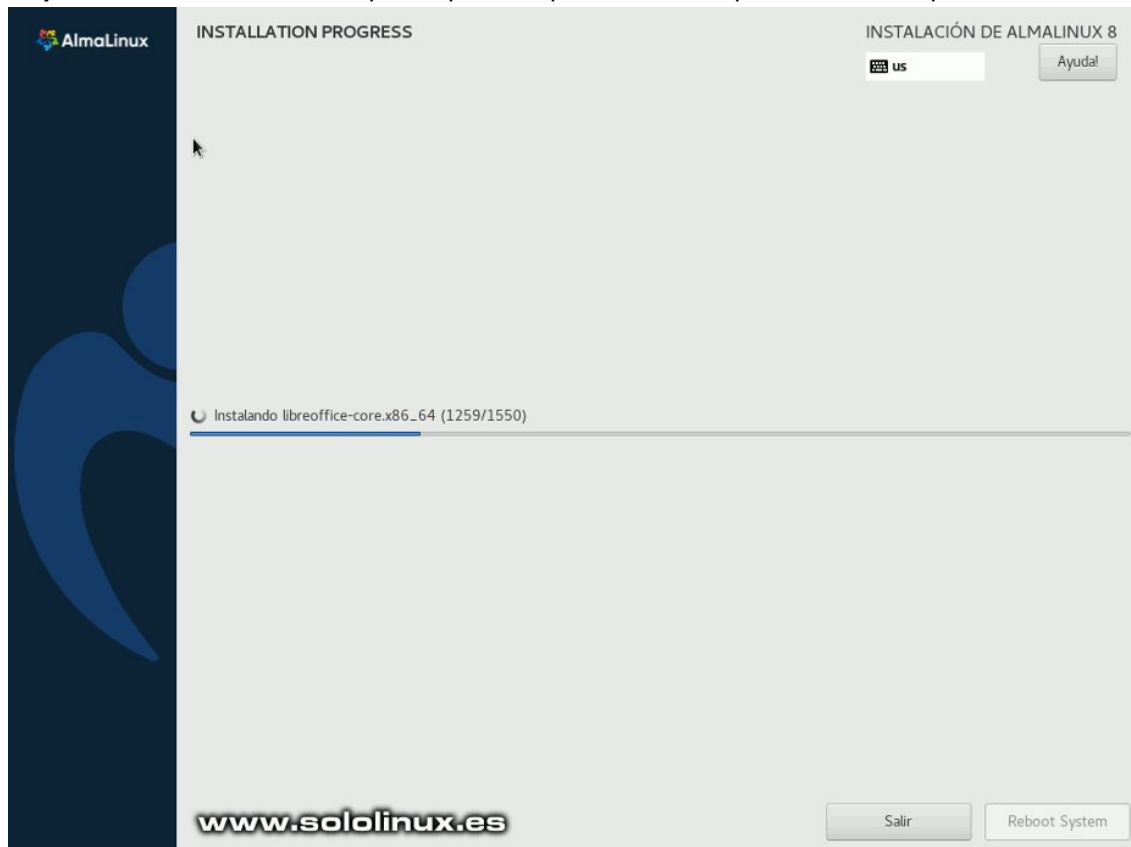 AlmaLinux
INSTALLATION PROGRESS
INSTALACIÓN DE ALMALINUX 8
us
Ayuda!
Instalando libreoffice-core.x86_64 (1259/1550)
www.sololinux.es
Salir
Reboot System